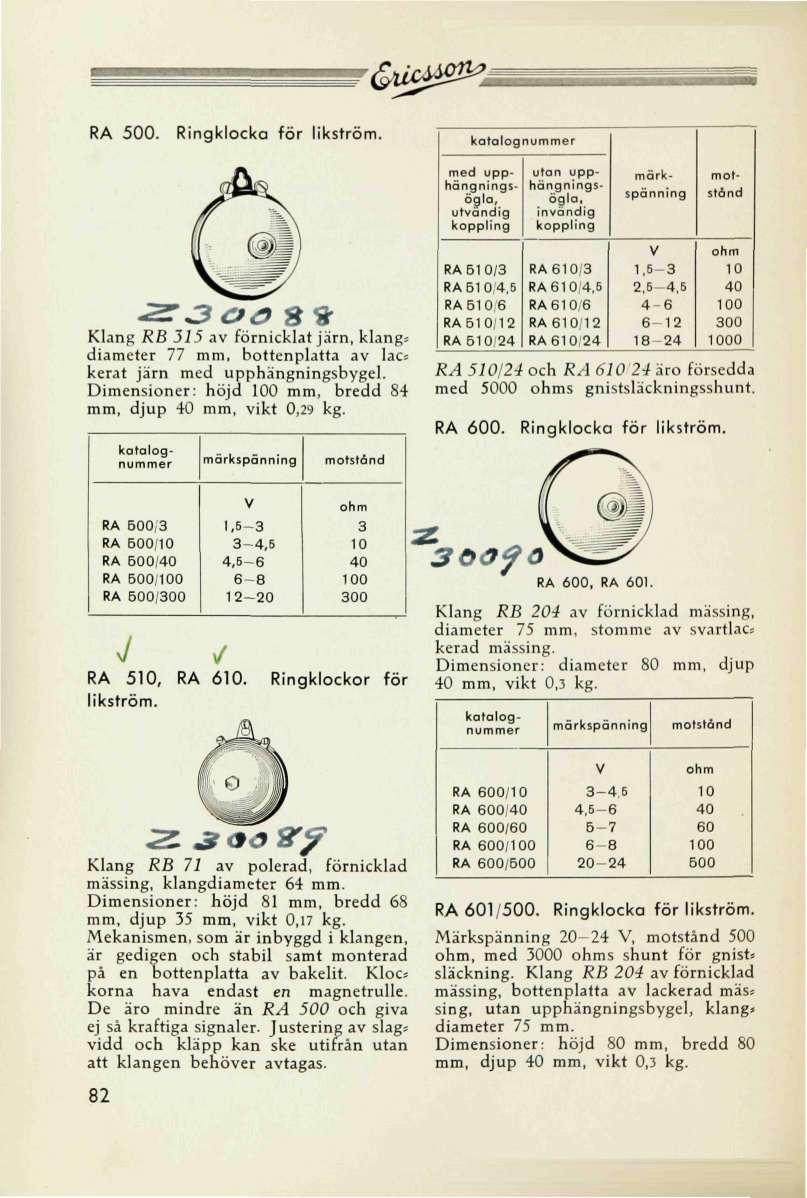 Ericsson
RA 500. Ringklocka för likström.
Z 30088
Klang RB 315 av förnicklat järn, klang=
diameter 77 mm, bottenplatta av lac=
kerat järn med upphängningsbygel.
Dimensioner: höjd 100 mm, bredd 84
mm, djup 40 mm, vikt 0,29 kg.
katalog-
nummer märkspänning motstånd
V ohm
RA 500/3 1,5–3 3
RA 500/10 3–4,5 10
RA 500/40 4,5–6 40
RA 500/100 6–8 100
RA 500/300 12–20 300
RA 510, RA 610. Ringklockor för
likström.
Z 30089
Klang RB 71 av polerad, förnicklad
mässing, klangdiameter 64 mm.
Dimensioner: höjd 81 mm, bredd 68
mm, djup 35 mm, vikt 0,17 kg.
Mekanismen, som är inbyggd i klangen,
är gedigen och stabil samt monterad
på en bottenplatta av bakelit. Kloc=
korna hava endast en magnetrulle.
De äro mindre än RA 500 och giva
ej så kraftiga signaler. Justering av slag=
vidd och kläpp kan ske utifrån utan
att klangen behöver avtagas.
82
katalognummer
med upp- utan upp- märk- mot-
hängnings- hängnings- spänning stånd
ögla, ögla,
utvändig invändig
koppling koppling
V ohm
RA 510/3 RA 610/3 1,5–3 10
RA 510/4,5 RA 610/4,5 2,5–4,5 40
RA 510/6 RA 610/6 4–6 100
RA 510/12 RA 610/12 6–12 300
RA 510/24 RA 610/24 18–24 1000
RA 510/24 och RA 610/24 äro försedda
med 5000 ohms gnistsläckningsshunt.
RA 600. Ringklocka för likström.
Z
30090
RA 600, RA 601.
Klang RB 204 av förnicklad mässing,
diameter 75 mm, stomme av svartlac=
kerad mässing.
Dimensioner: diameter 80 mm, djup
40 mm, vikt 0,3 kg.
katalog-
nummer märkspänning motstånd
V ohm
RA 600/10 3–4,5 10
RA 600/40 4,5–6 40
RA 600/60 5–7 60
RA 600/100 6–8 100
RA 600/500 20–24 500
RA 601/500. Ringklocka för likström.
Märkspänning 20–24 V, motstånd 500
ohm, med 3000 ohms shunt för gnist=
släckning. Klang RB 204 av förnicklad
mässing, bottenplatta av lackerad mäs=
sing, utan upphängningsbygel, klang=
diameter 75 mm.
Dimensioner: höjd 80 mm, bredd 80
mm, djup 40 mm, vikt 0,3 kg.